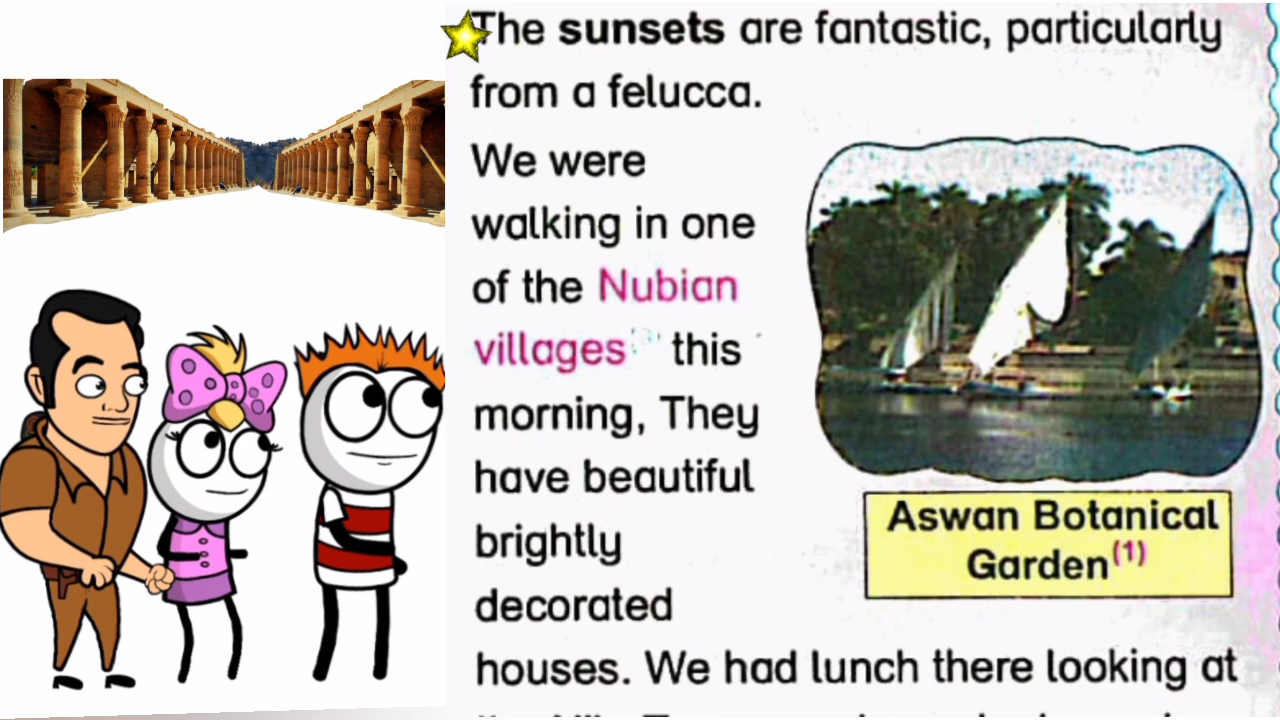 The sunsets are fantastic, particularly
from a felucca.
We were
walking in one
of the Nubian
villages this
morning, They
have beautiful
brightly
decorated
houses. We had lunch there looking at
Aswan Botanical
Garden(1)